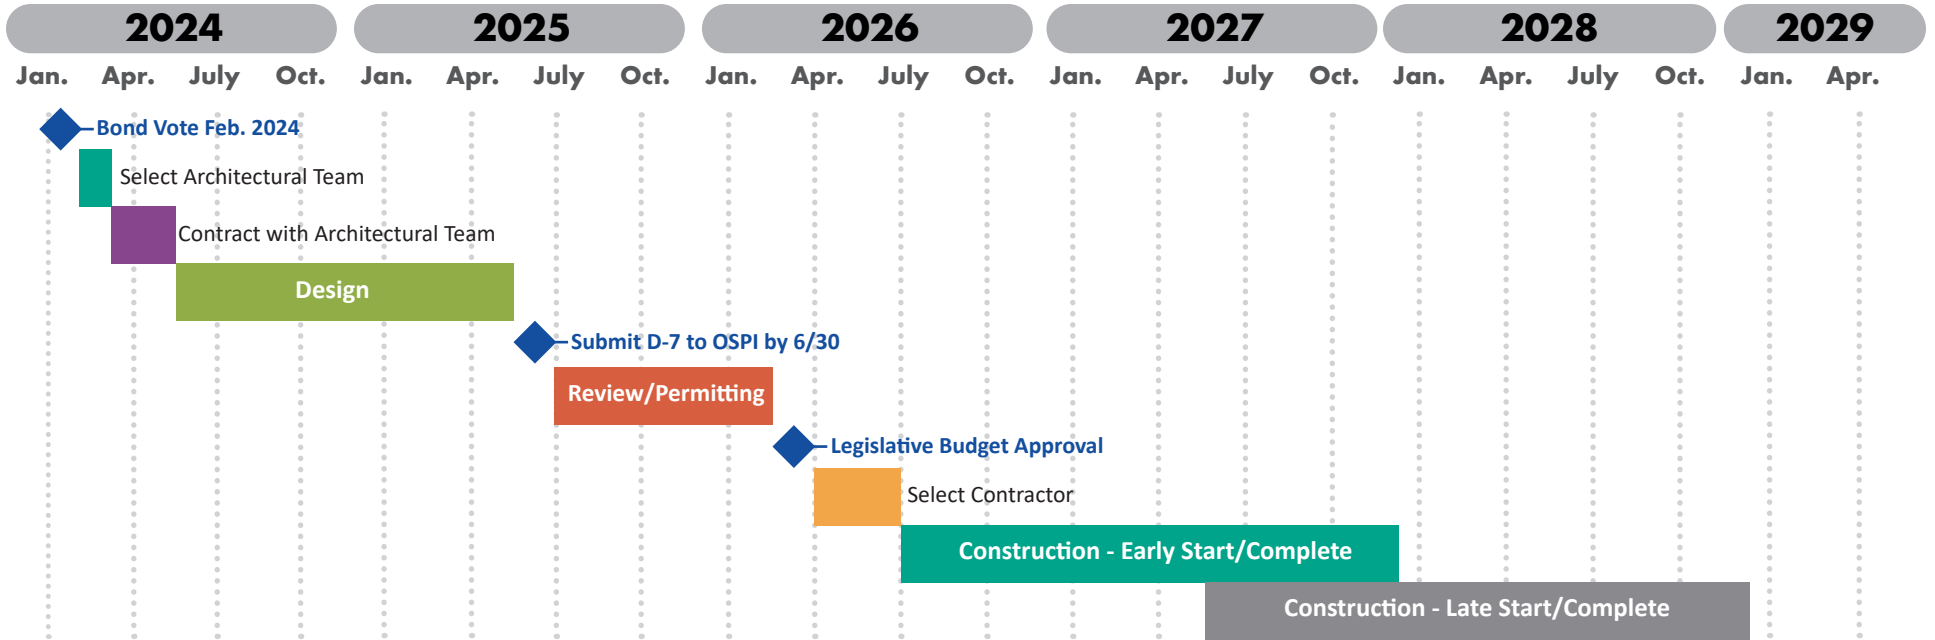 2024 2025 2026 2027 2028 2029
Jan. Apr. July Oct. Jan. Apr. July Oct. Jan. Apr. July Oct. Jan. Apr. July Oct. Jan. Apr. July Oct. Jan. Apr.
Bond Vote Feb. 2024
Select Architectural Team
Contract with Architectural Team
Design
Submit D-7 to OSPI by 6/30
Review/Permitting
Legislative Budget Approval
Select Contractor
Construction - Early Start/Complete
Construction - Late Start/Complete